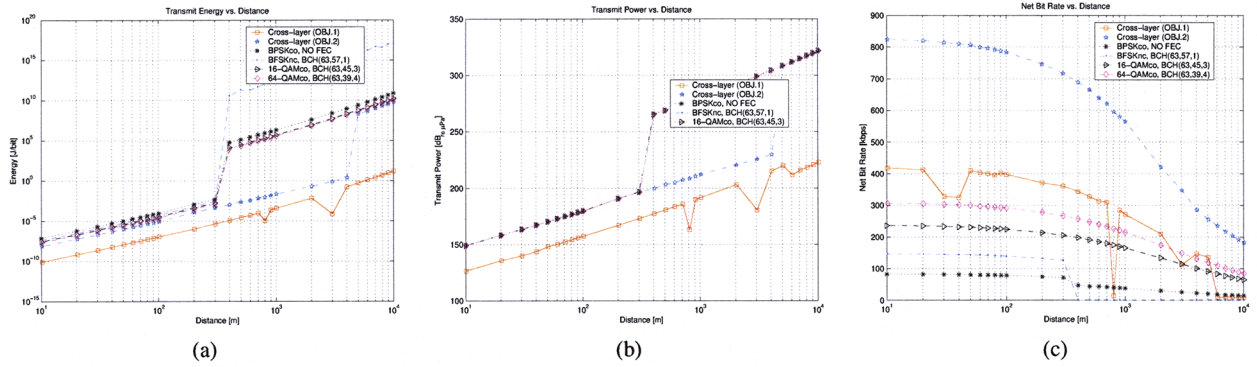 Transmit Energy vs. Distance
10^20
10^15
10^10
10^5
10^0
10^-5
10^-10
10^-15
Energy [J/bit]
Cross-layer (OBJ.1)
Cross-layer (OBJ.2)
BPSKco, NO FEC
BFSKnc, BCH(63,57,1)
16-QAMco, BCH(63,45,3)
64-QAMco, BCH(63,39,4)
10^1 10^2 10^3 10^4
Distance [m]
(a)
Transmit Power vs. Distance
350
300
250
200
150
100
Transmit Power [dB re μPa]
Cross-layer (OBJ.1)
Cross-layer (OBJ.2)
BPSKco, NO FEC
BFSKnc, BCH(63,57,1)
16-QAMco, BCH(63,45,3)
10^1 10^2 10^3 10^4
Distance [m]
(b)
Net Bit Rate vs. Distance
900
800
700
600
500
400
300
200
100
0
Net Bit Rate [kbps]
Cross-layer (OBJ.1)
Cross-layer (OBJ.2)
BPSKco, NO FEC
BFSKnc, BCH(63,57,1)
16-QAMco, BCH(63,45,3)
64-QAMco, BCH(63,39,4)
10^1 10^2 10^3 10^4
Distance [m]
(c)